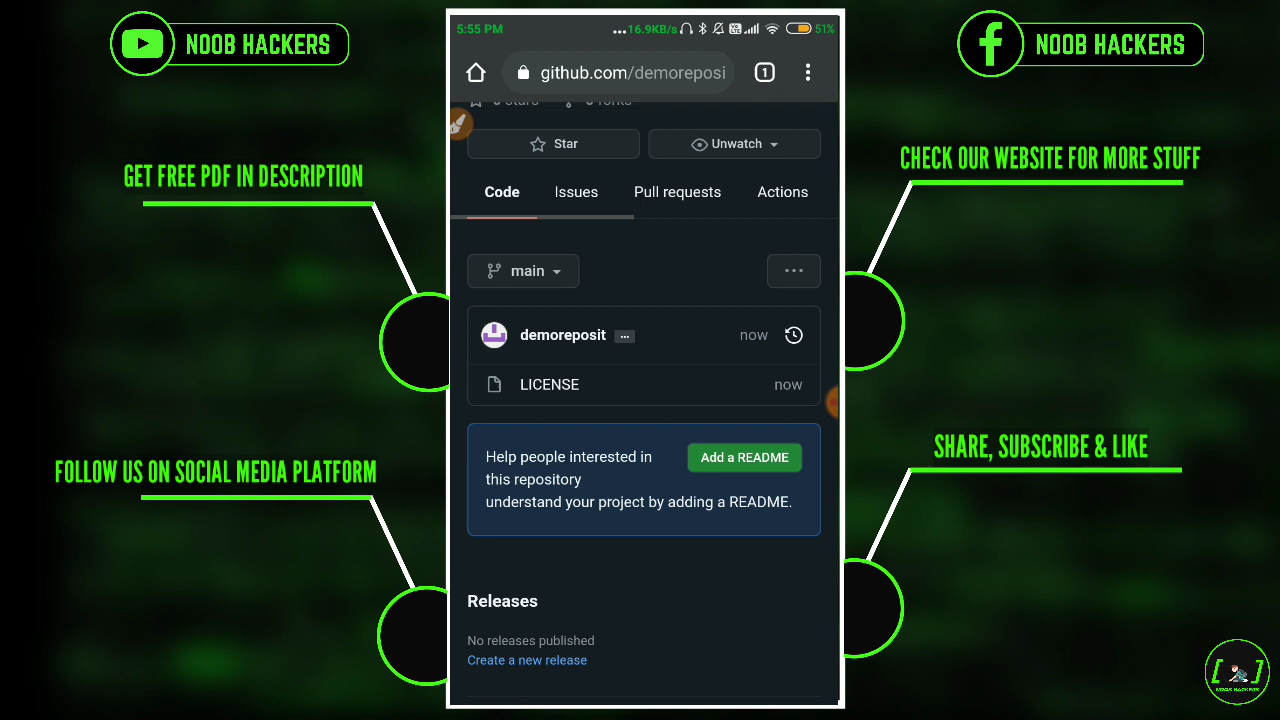 NOOB HACKERS
NOOB HACKERS
GET FREE PDF IN DESCRIPTION
CHECK OUR WEBSITE FOR MORE STUFF
FOLLOW US ON SOCIAL MEDIA PLATFORM
SHARE, SUBSCRIBE & LIKE
5:55 PM ...16.9KB/s 51%
github.com/demoreposi 1
Star Unwatch
Code Issues Pull requests Actions
main
demoreposit ... now
LICENSE now
Help people interested in
this repository
understand your project by adding a README.
Add a README
Releases
No releases published
Create a new release
NOOB HACKERS